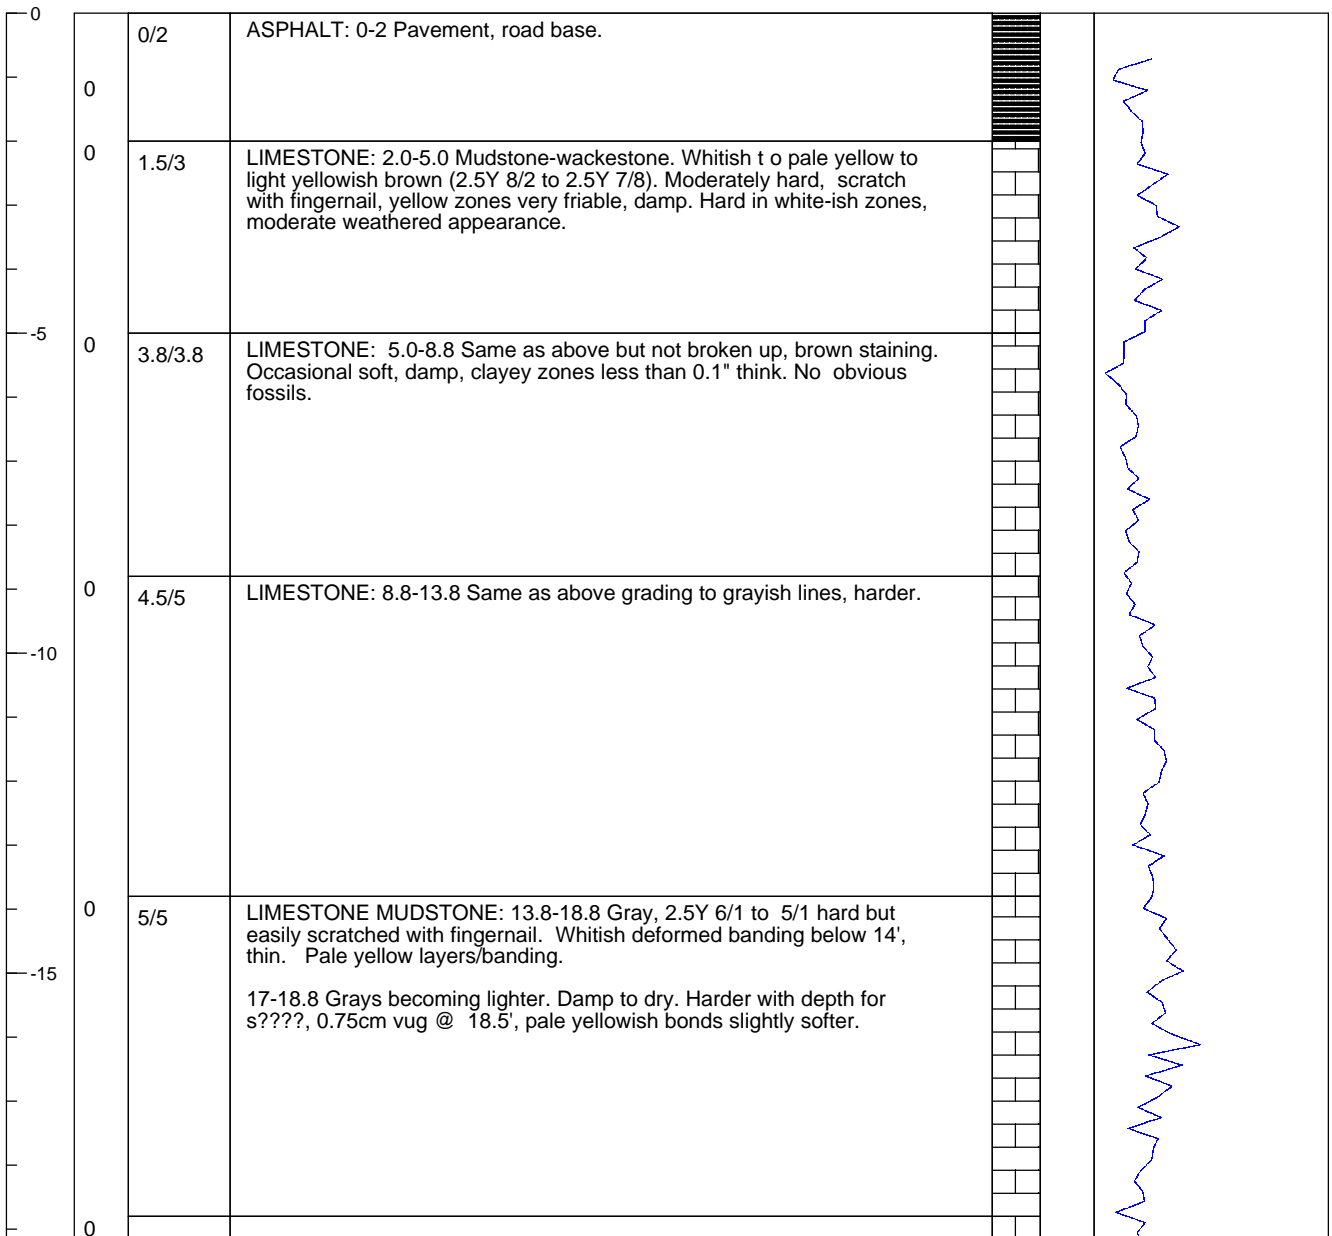 0
0/2
ASPHALT: 0-2 Pavement, road base.
0
0
1.5/3
LIMESTONE: 2.0-5.0 Mudstone-wackestone. Whitish t o pale yellow to
light yellowish brown (2.5Y 8/2 to 2.5Y 7/8). Moderately hard, scratch
with fingernail, yellow zones very friable, damp. Hard in white-ish zones,
moderate weathered appearance.
-5
0
3.8/3.8
LIMESTONE: 5.0-8.8 Same as above but not broken up, brown staining.
Occasional soft, damp, clayey zones less than 0.1" think. No obvious
fossils.
0
4.5/5
LIMESTONE: 8.8-13.8 Same as above grading to grayish lines, harder.
-10
0
5/5
LIMESTONE MUDSTONE: 13.8-18.8 Gray, 2.5Y 6/1 to 5/1 hard but
easily scratched with fingernail. Whitish deformed banding below 14',
thin. Pale yellow layers/banding.
-15
17-18.8 Grays becoming lighter. Damp to dry. Harder with depth for
s????, 0.75cm vug @ 18.5', pale yellowish bonds slightly softer.
0